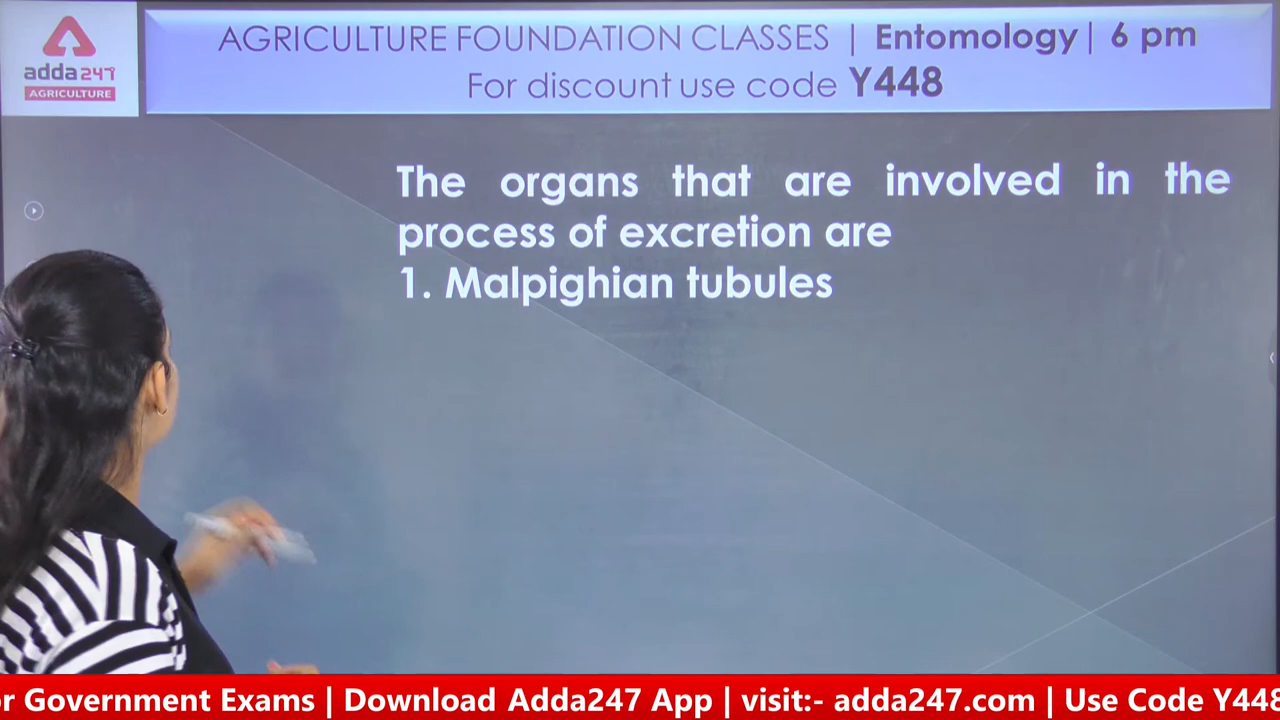 adda247
AGRICULTURE
AGRICULTURE FOUNDATION CLASSES | Entomology| 6 pm
For discount use code Y448
The organs that are involved in the
process of excretion are
1. Malpighian tubules
or Government Exams | Download Adda247 App | visit:- adda247.com | Use Code Y448